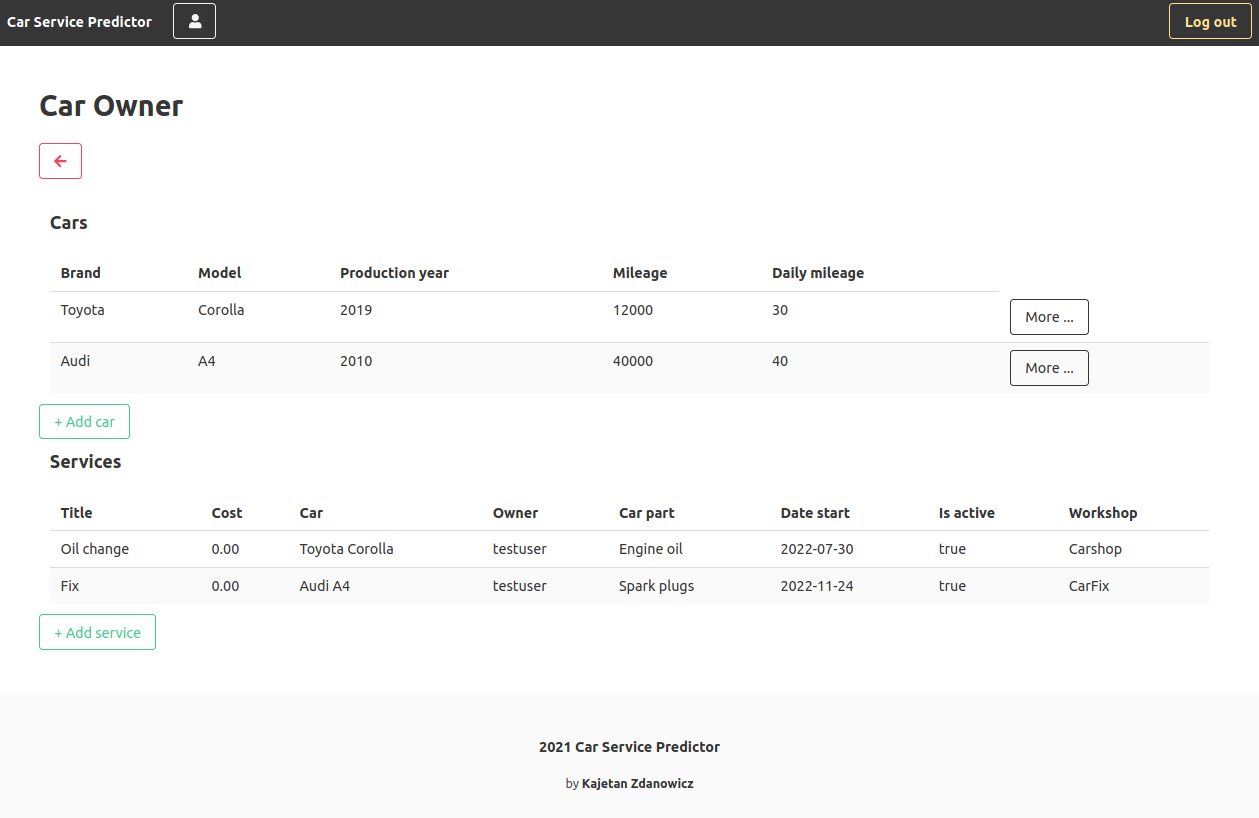 Car Service Predictor Log out
Car Owner
Cars
Brand Model Production year Mileage Daily mileage
Toyota Corolla 2019 12000 30 More ...
Audi A4 2010 40000 40 More ...
+ Add car
Services
Title Cost Car Owner Car part Date start Is active Workshop
Oil change 0.00 Toyota Corolla testuser Engine oil 2022-07-30 true Carshop
Fix 0.00 Audi A4 testuser Spark plugs 2022-11-24 true CarFix
+ Add service
2021 Car Service Predictor
by Kajetan Zdanowicz